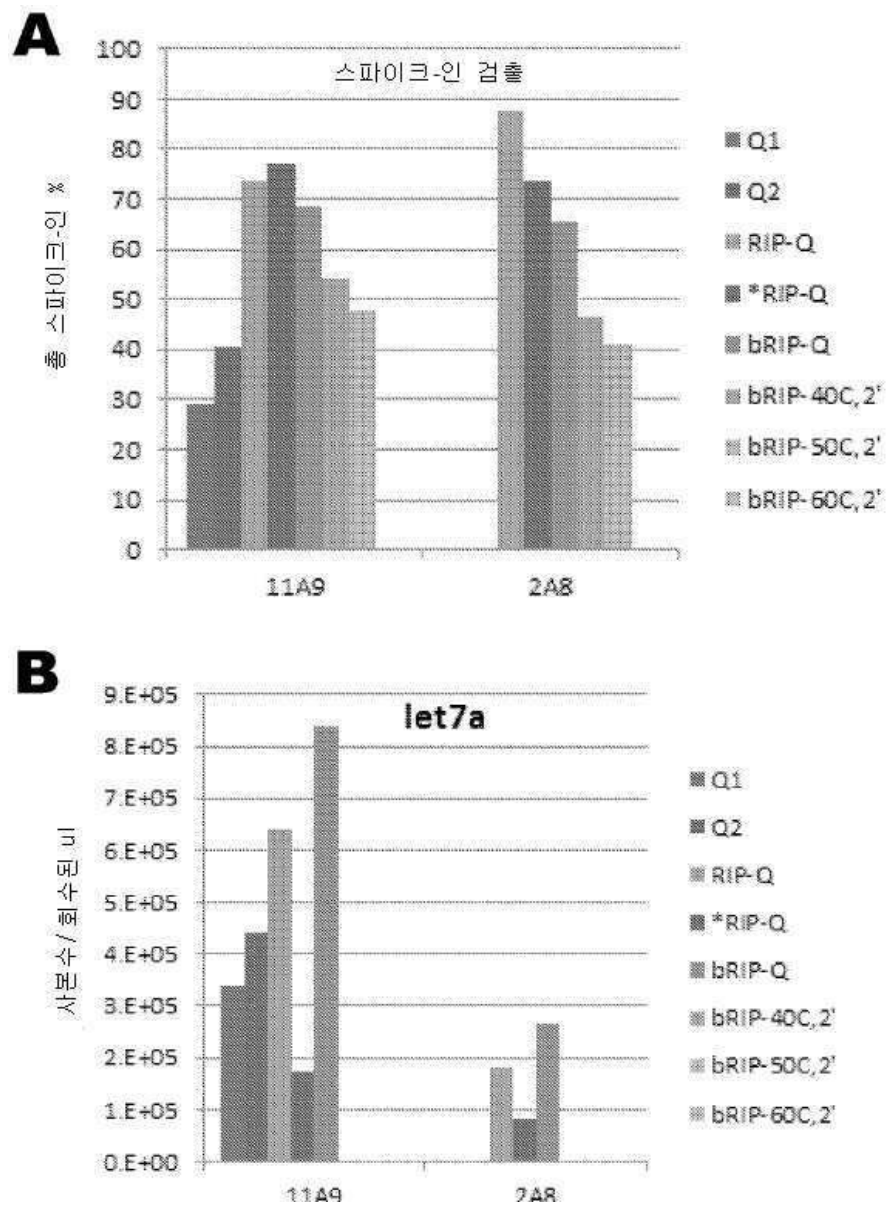 A
스파이크-인 검출
총 스파이크-인 %
100
90
80
70
60
50
40
30
20
10
0
11A9
2A8
Q1
Q2
RIP-Q
*RIP-Q
bRIP-Q
bRIP-40C,2'
bRIP-50C,2'
bRIP-60C,2'
B
let7a
사본수/회수된 ul
9.E+05
8.E+05
7.E+05
6.E+05
5.E+05
4.E+05
3.E+05
2.E+05
1.E+05
0.E+00
11A9
2A8
Q1
Q2
RIP-Q
*RIP-Q
bRIP-Q
bRIP-40C,2'
bRIP-50C,2'
bRIP-60C,2'